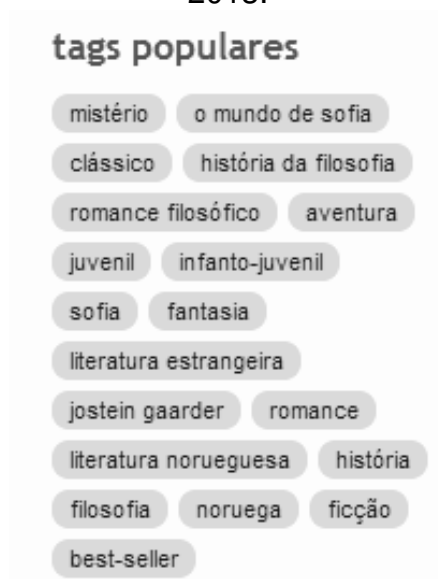 tags populares
mistério o mundo de sofia
clássico história da filosofia
romance filosófico aventura
juvenil infanto-juvenil
sofia fantasia
literatura estrangeira
jostein gaarder romance
literatura norueguesa história
filosofia noruega ficção
best-seller